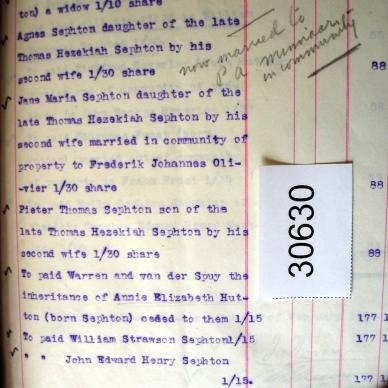 ton) a widow 1/10 share
Agnes Sephton daughter of the late
Thomas Hezekiah Sephton by his
now married to
P A
in community
second wife 1/30 share
88
Jane Maria Sephton daughter of the
late Thomas Hezekiah Sephton by his
second wife married in community of
property to Frederik Johannes Oli-
-vier 1/30 share
88
Pieter Thomas Sephton son of the
late Thomas Hezekiah Sephton by his
second wife 1/30 share
88
30630
To paid Warren and van der Spuy the
inheritance of Annie Elizabeth Hut-
ton (born Sephton) ceded to them 1/15
177 1
To paid William Strawson Sephton1/15
177 1
" " John Edward Henry Sephton
1/15.
177 1